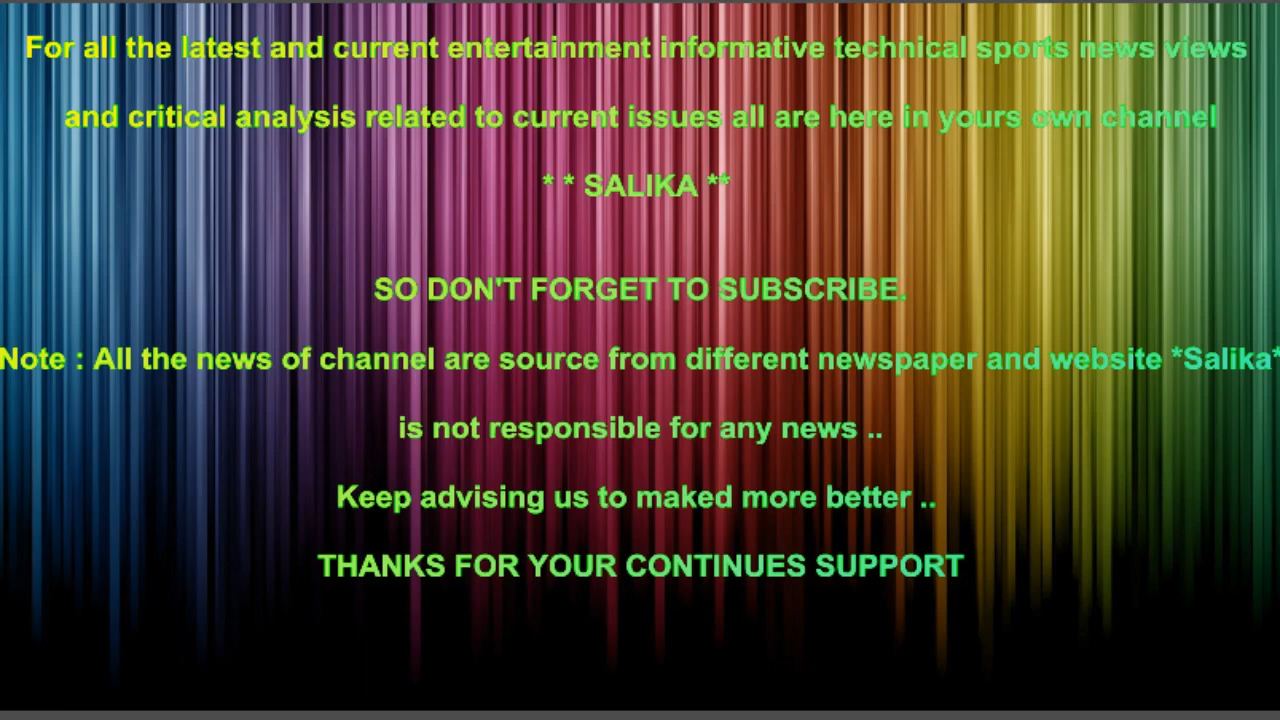 For all the latest and current entertainment informative technical sports news views
and critical analysis related to current issues all are here in yours own channel
* * SALIKA **
SO DON'T FORGET TO SUBSCRIBE.
Note : All the news of channel are source from different newspaper and website *Salika*
is not responsible for any news ..
Keep advising us to maked more better ..
THANKS FOR YOUR CONTINUES SUPPORT